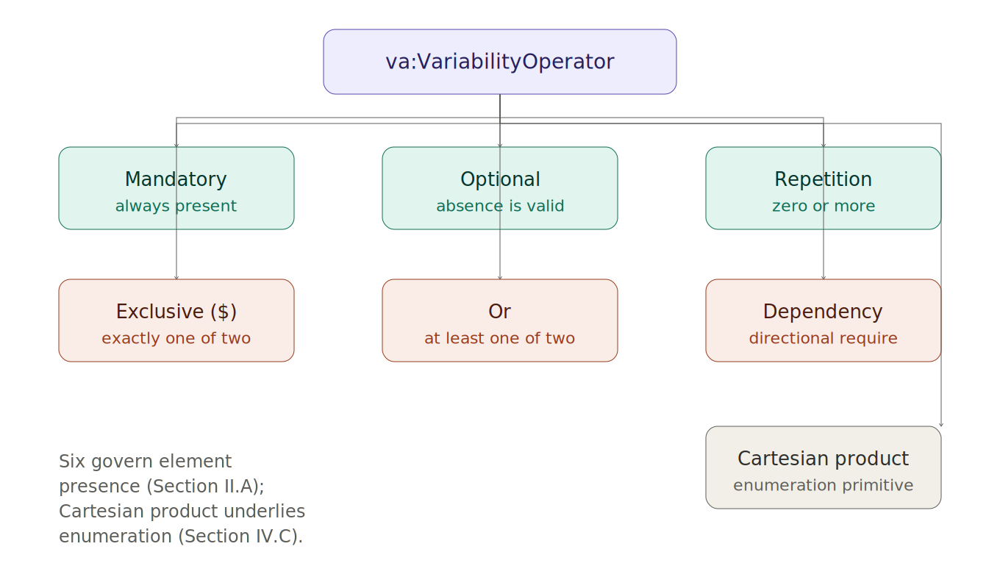 va:VariabilityOperator
Mandatory
always present
Optional
absence is valid
Repetition
zero or more
Exclusive ($)
exactly one of two
Or
at least one of two
Dependency
directional require
Cartesian product
enumeration primitive
Six govern element
presence (Section II.A);
Cartesian product underlies
enumeration (Section IV.C).